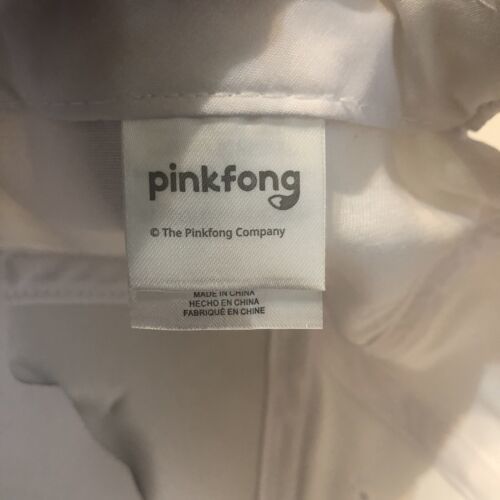 pinkfong
© The Pinkfong Company
MADE IN CHINA
HECHO EN CHINA
FABRIQUÉ EN CHINE